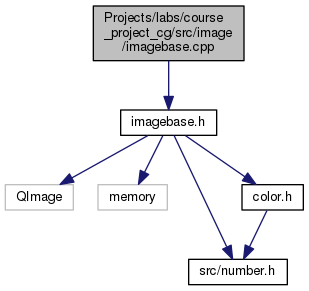 Projects/labs/course
_project_cg/src/image
/imagebase.cpp
imagebase.h
QImage
memory
color.h
src/number.h